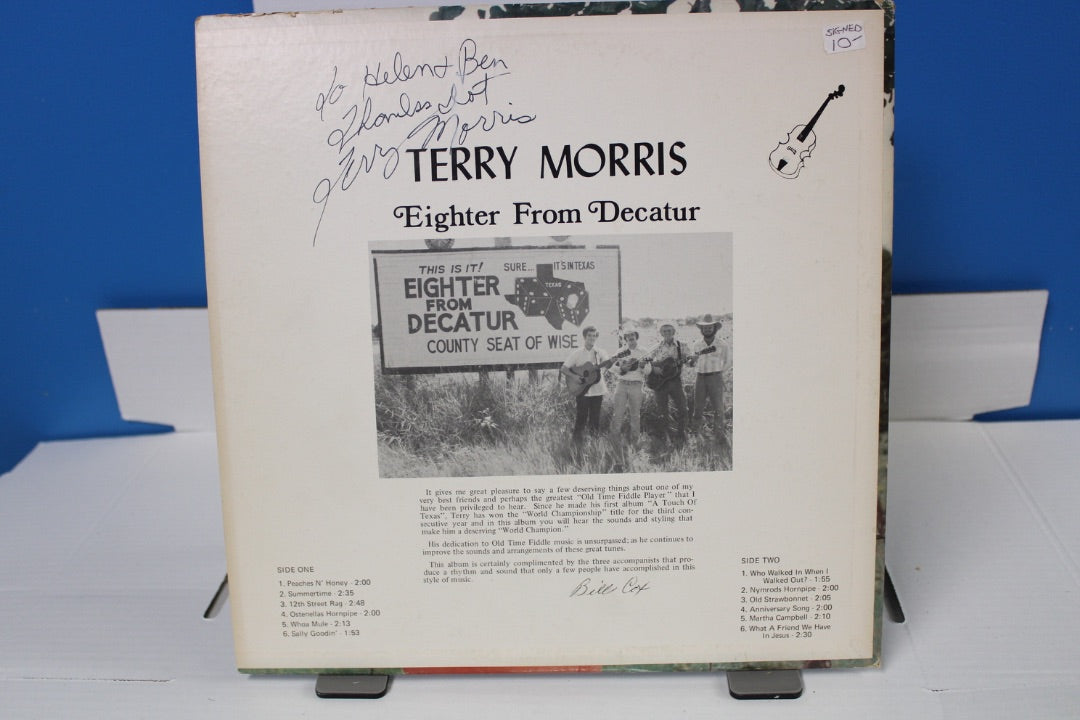 SIGNED
10-
To Helen & Ben
Thanks a lot
Terry Morris
TERRY MORRIS
Eighter From Decatur
THIS IS IT! SURE... IT'S IN TEXAS
EIGHTER
FROM
DECATUR
TEXAS
COUNTY SEAT OF WISE
It gives me great pleasure to say a few deserving things about one of my
very best friends and perhaps the greatest "Old Time Fiddle Player" that I
have been privileged to hear. Since he made his first album "A Touch Of
Texas", Terry has won the "World Championship" title for the third con-
secutive year and in this album you will hear the sounds and styling that
make him a deserving "World Champion."
His dedication to Old Time Fiddle music is unsurpassed; as he continues to
improve the sounds and arrangements of these great tunes.
This album is certainly complimented by the three accompanists that pro-
duce a rhythm and sound that only a few people have accomplished in this
style of music.
Bill Cox
SIDE ONE
1. Peaches N' Honey - 2:00
2. Summertime - 2:35
3. 12th Street Rag - 2:48
4. Ostenellas Hornpipe - 2:00
5. Whoa Mule - 2:13
6. Sally Goodin' - 1:53
SIDE TWO
1. Who Walked In When I
Walked Out? - 1:55
2. Nymrods Hornpipe - 2:00
3. Old Strawbonnet - 2:05
4. Anniversary Song - 2:00
5. Martha Campbell - 2:10
6. What A Friend We Have
In Jesus - 2:30